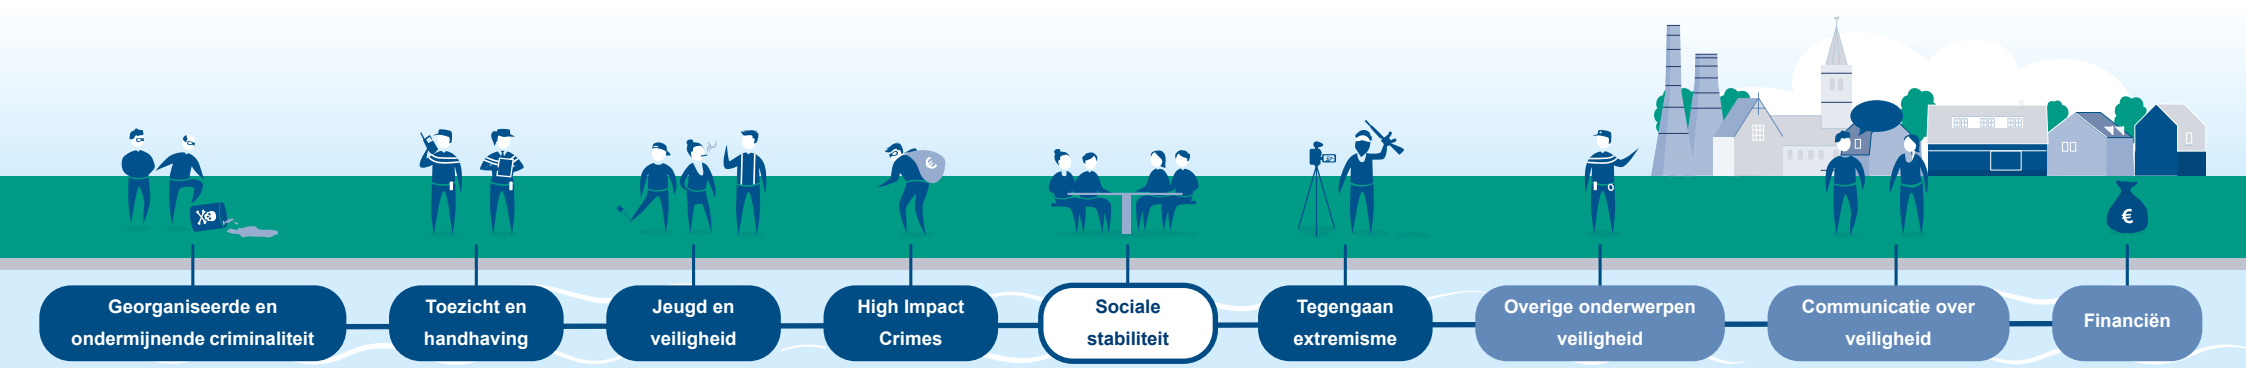 €
€
Georganiseerde en
ondermijnende criminaliteit
Toezicht en
handhaving
Jeugd en
veiligheid
High Impact
Crimes
Sociale
stabiliteit
Tegengaan
extremisme
Overige onderwerpen
veiligheid
Communicatie over
veiligheid
Financiën